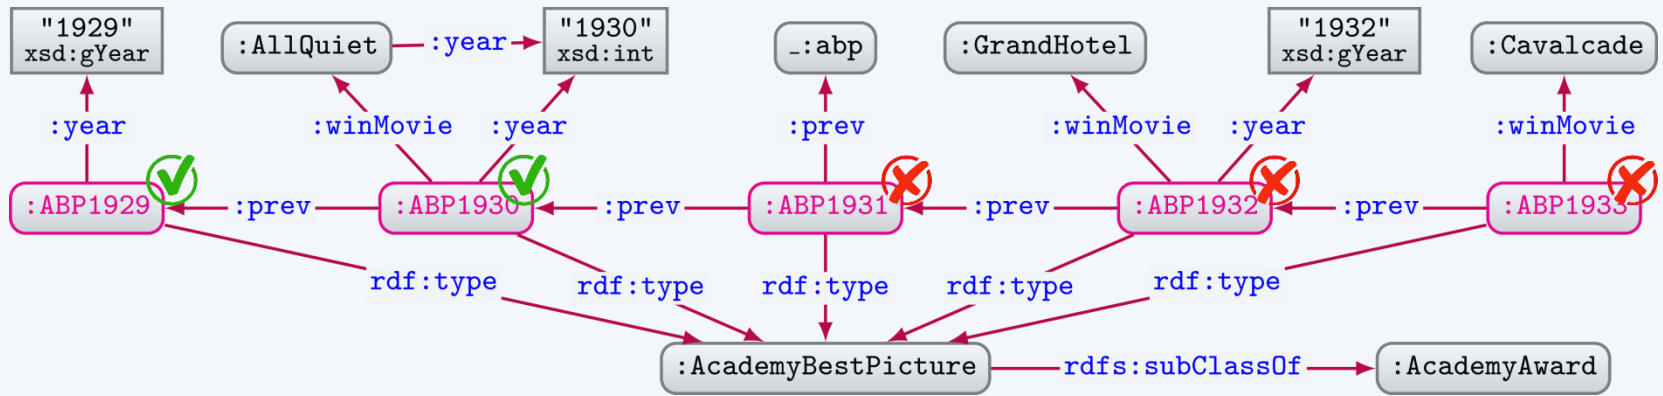 "1929"
xsd:gYear
:AllQuiet
:year
"1930"
xsd:int
_:abp
:GrandHotel
"1932"
xsd:gYear
:Cavalcade
:year
:winMovie
:year
:prev
:winMovie
:year
:winMovie
:ABP1929
:prev
:ABP1930
:prev
:ABP1931
:prev
:ABP1932
:prev
:ABP1933
rdf:type
rdf:type
rdf:type
rdf:type
rdf:type
:AcademyBestPicture
rdfs:subClassOf
:AcademyAward